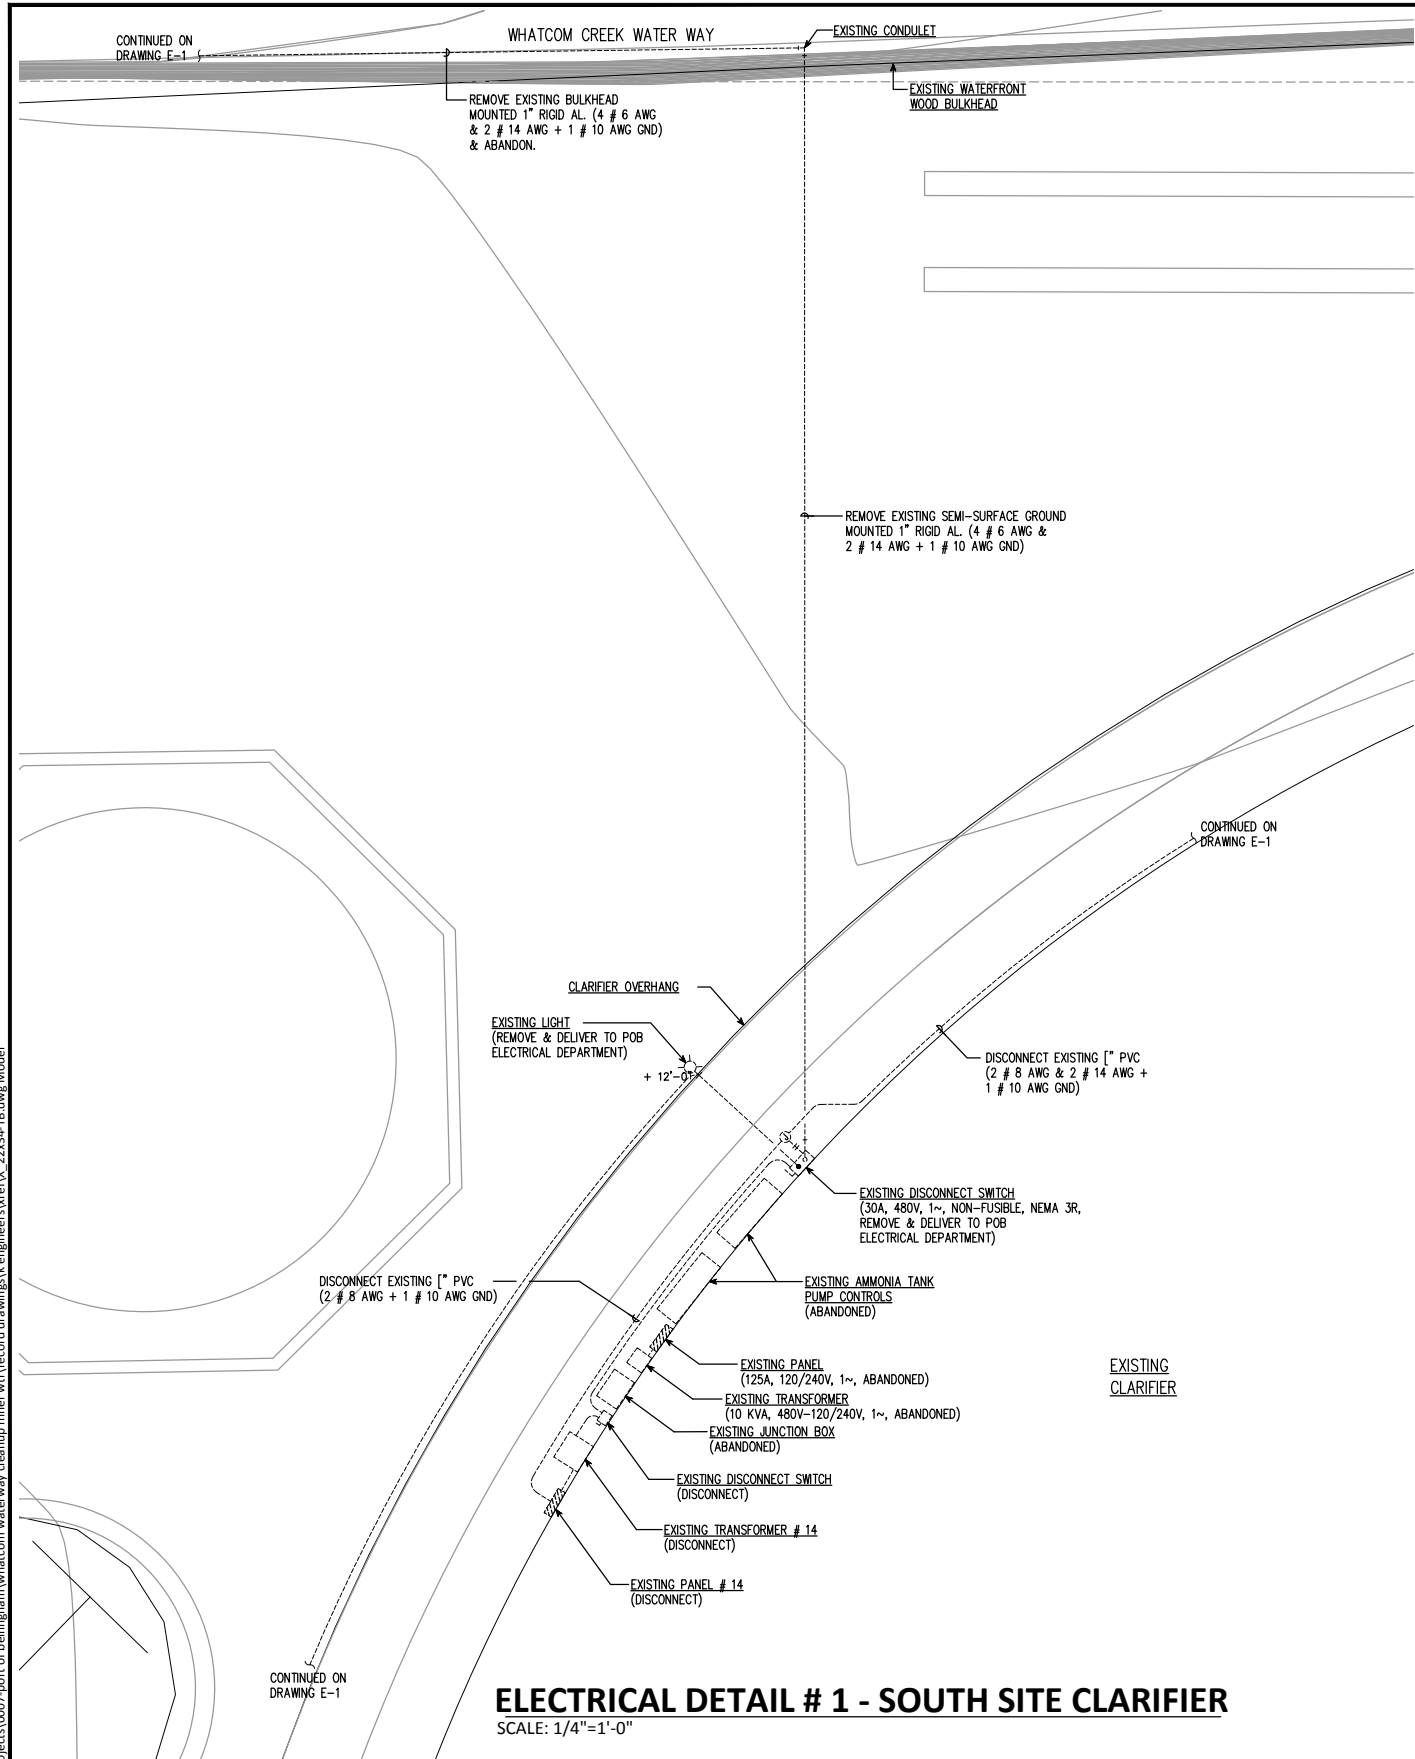 CONTINUED ON
DRAWING E-1
WHATCOM CREEK WATER WAY
EXISTING CONDULET
EXISTING WATERFRONT
WOOD BULKHEAD
REMOVE EXISTING BULKHEAD
MOUNTED 1" RIGID AL. (4 # 6 AWG
& 2 # 14 AWG + 1 # 10 AWG GND)
& ABANDON.
REMOVE EXISTING SEMI-SURFACE GROUND
MOUNTED 1" RIGID AL. (4 # 6 AWG &
2 # 14 AWG + 1 # 10 AWG GND)
CONTINUED ON
DRAWING E-1
CLARIFIER OVERHANG
EXISTING LIGHT
(REMOVE & DELIVER TO POB
ELECTRICAL DEPARTMENT)
+ 12'-0"
DISCONNECT EXISTING [" PVC
(2 # 8 AWG & 2 # 14 AWG +
1 # 10 AWG GND)
EXISTING DISCONNECT SWITCH
(30A, 480V, 1~, NON-FUSIBLE, NEMA 3R,
REMOVE & DELIVER TO POB
ELECTRICAL DEPARTMENT)
DISCONNECT EXISTING [" PVC
(2 # 8 AWG + 1 # 10 AWG GND)
EXISTING AMMONIA TANK
PUMP CONTROLS
(ABANDONED)
EXISTING PANEL
(125A, 120/240V, 1~, ABANDONED)
EXISTING TRANSFORMER
(10 KVA, 480V-120/240V, 1~, ABANDONED)
EXISTING JUNCTION BOX
(ABANDONED)
EXISTING
CLARIFIER
EXISTING DISCONNECT SWITCH
(DISCONNECT)
EXISTING TRANSFORMER # 14
(DISCONNECT)
EXISTING PANEL # 14
(DISCONNECT)
CONTINUED ON
DRAWING E-1
ELECTRICAL DETAIL # 1 - SOUTH SITE CLARIFIER
SCALE: 1/4"=1'-0"